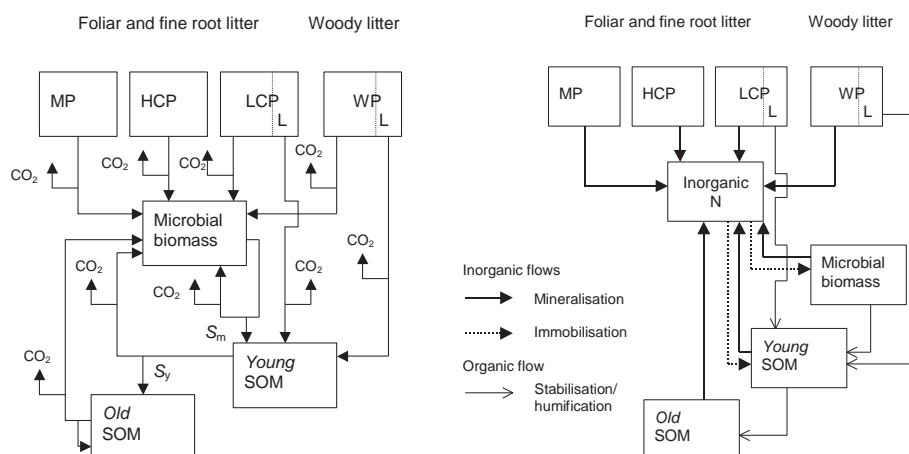 Foliar and fine root litter
Woody litter
MP
HCP
LCP
L
WP
L
CO2
CO2
CO2
CO2
Microbial
biomass
CO2
CO2
CO2
CO2
Sm
CO2
Sy
Young
SOM
Old
SOM
Foliar and fine root litter
Woody litter
MP
HCP
LCP
L
WP
L
Inorganic
N
Microbial
biomass
Inorganic flows
Mineralisation
Immobilisation
Organic flow
Stabilisation/
humification
Young
SOM
Old
SOM